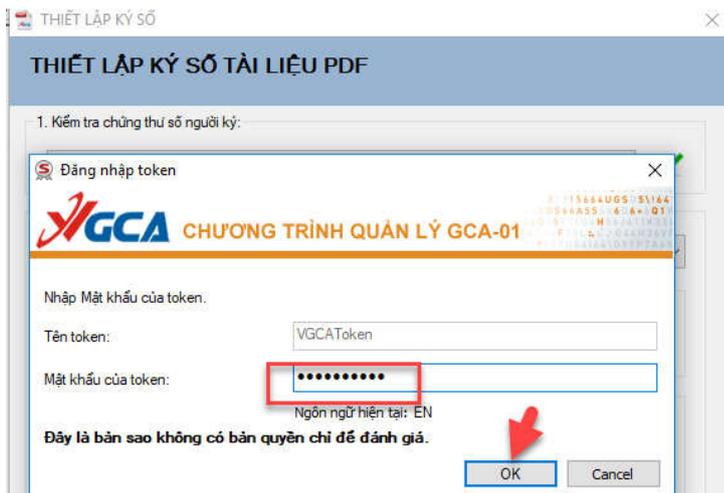 THIẾT LẬP KÝ SỐ
THIẾT LẬP KÝ SỐ TÀI LIỆU PDF
1. Kiểm tra chứng thư số người ký:
Đăng nhập token
VGCA CHƯƠNG TRÌNH QUẢN LÝ GCA-01
Nhập Mật khẩu của token.
Tên token: VGCAToken
Mật khẩu của token: ••••••••••
Ngôn ngữ hiện tại: EN
Đây là bản sao không có bản quyền chỉ để đánh giá.
OK Cancel